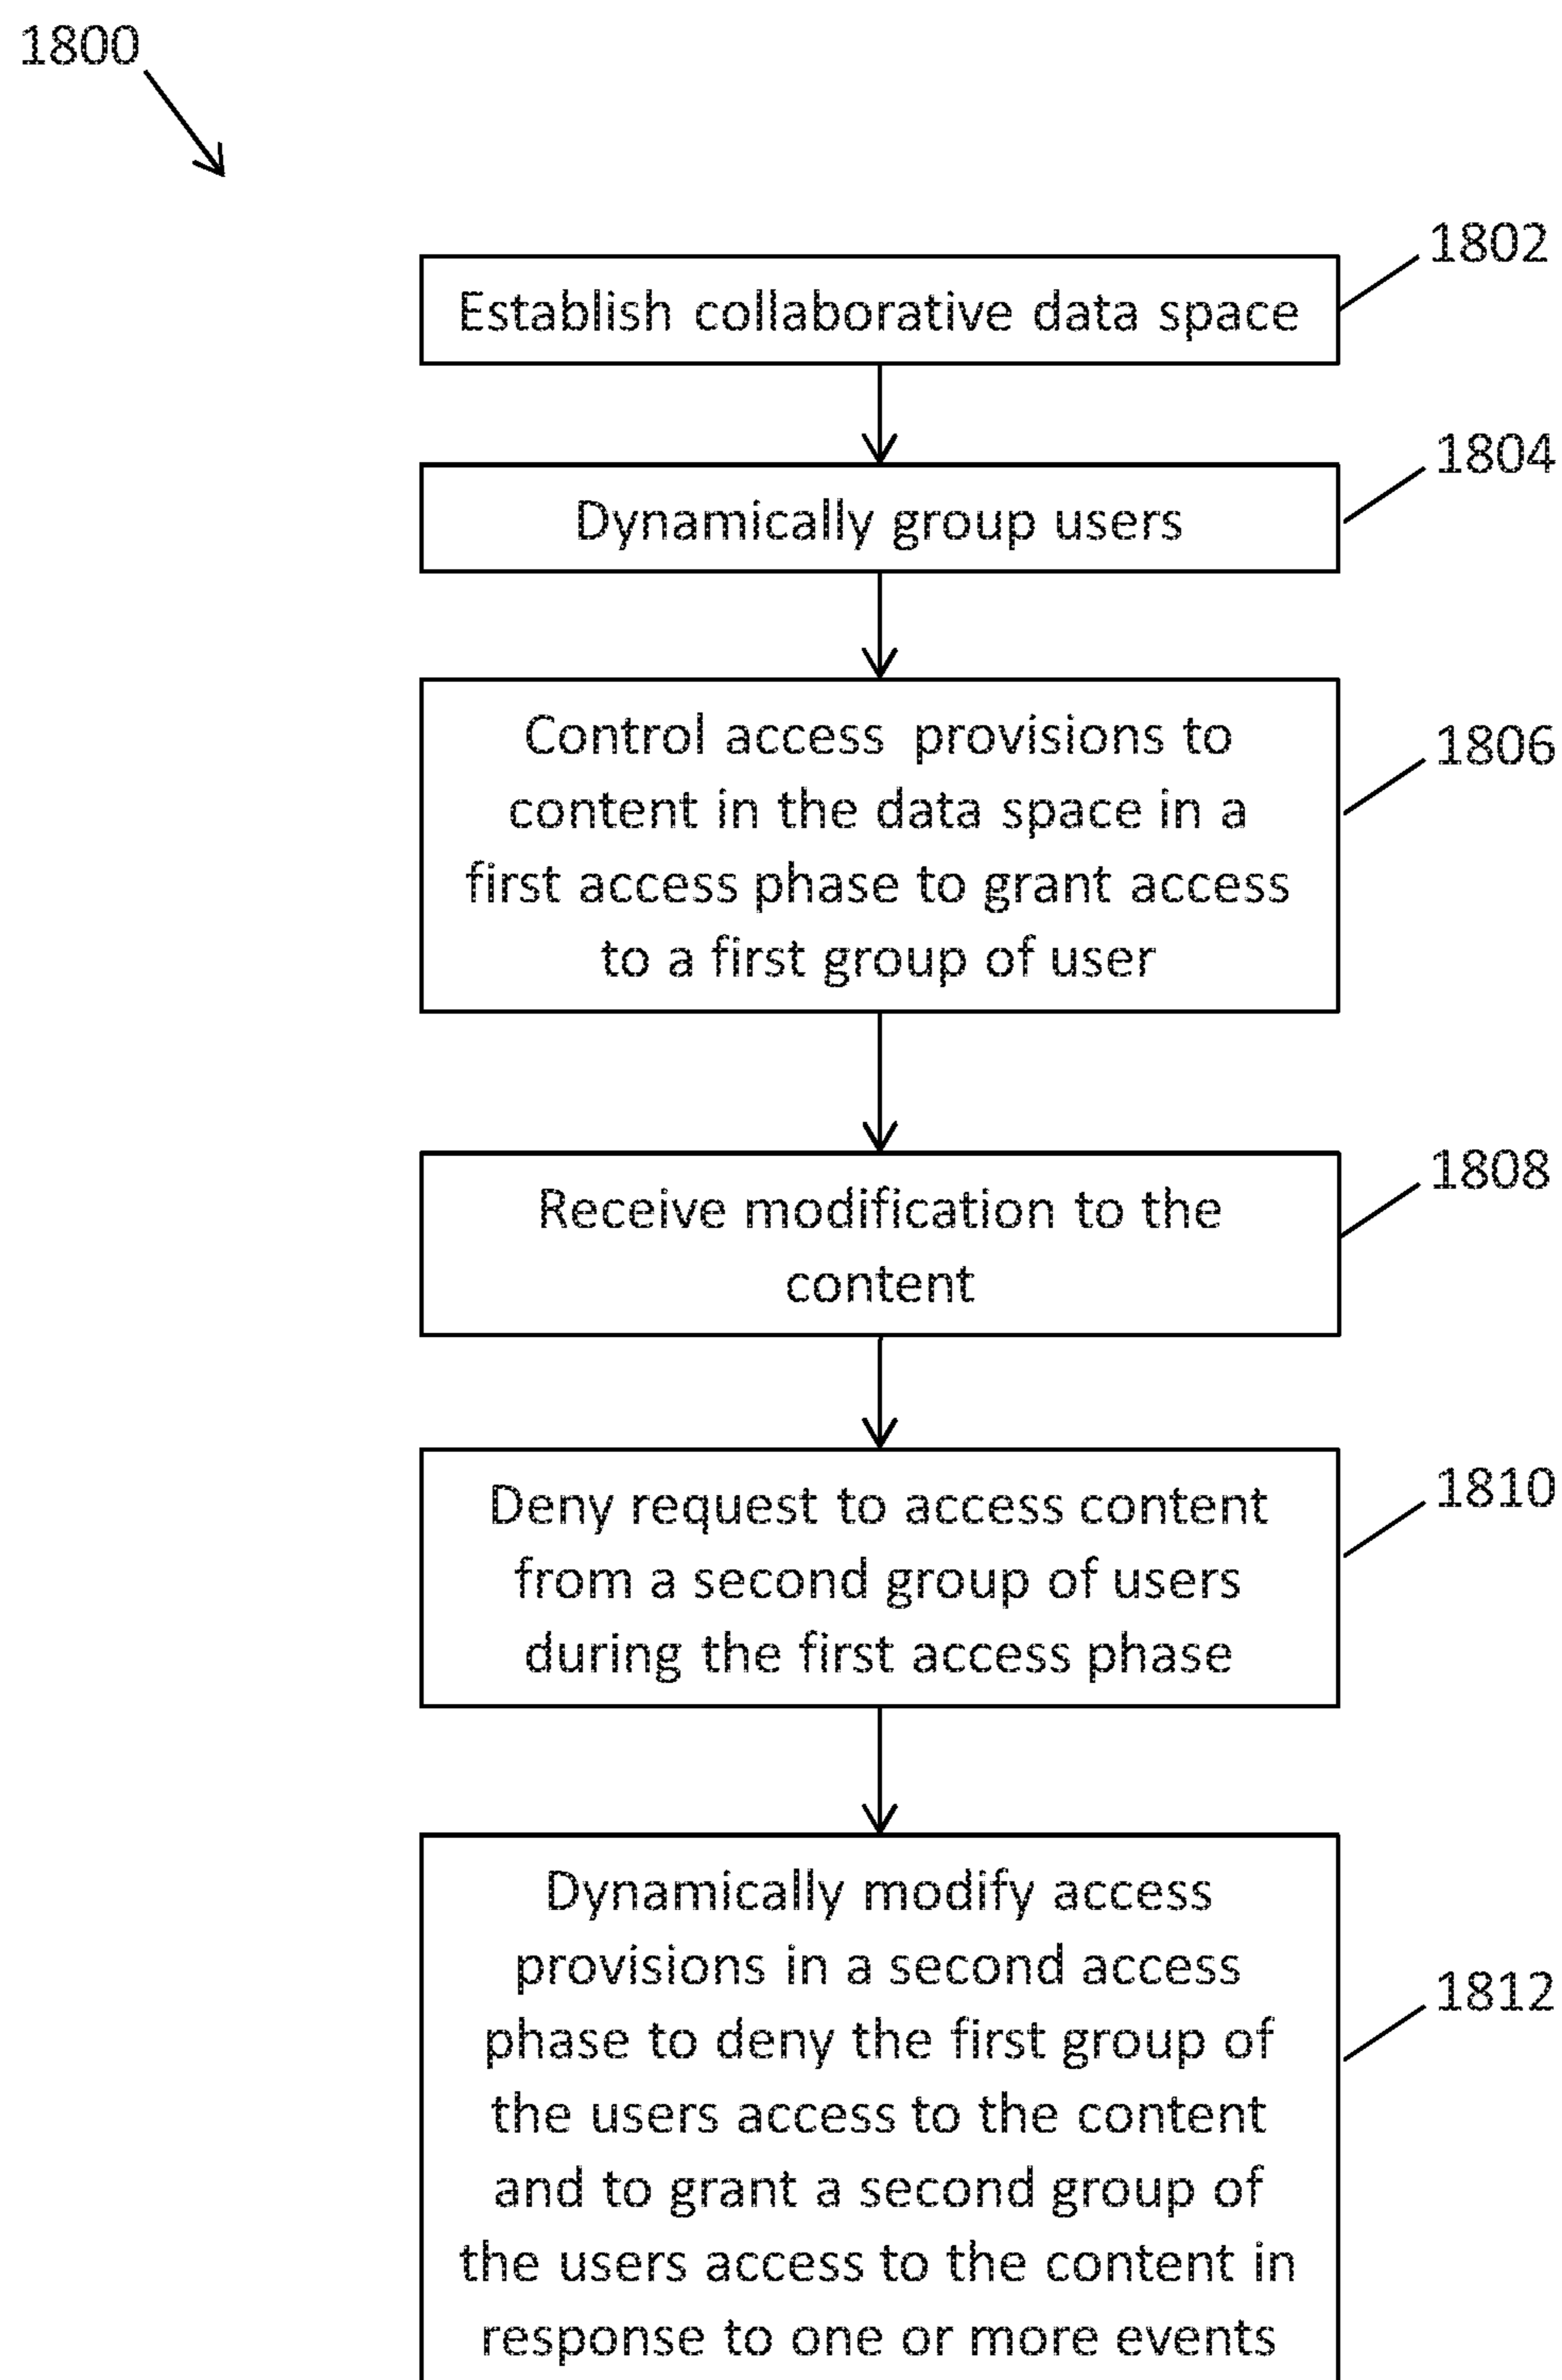 1800
1802
Establish collaborative data space
1804
Dynamically group users
1806
Control access provisions to
content in the data space in a
first access phase to grant access
to a first group of user
1808
Receive modification to the
content
1810
Deny request to access content
from a second group of users
during the first access phase
1812
Dynamically modify access
provisions in a second access
phase to deny the first group of
the users access to the content
and to grant a second group of
the users access to the content in
response to one or more events